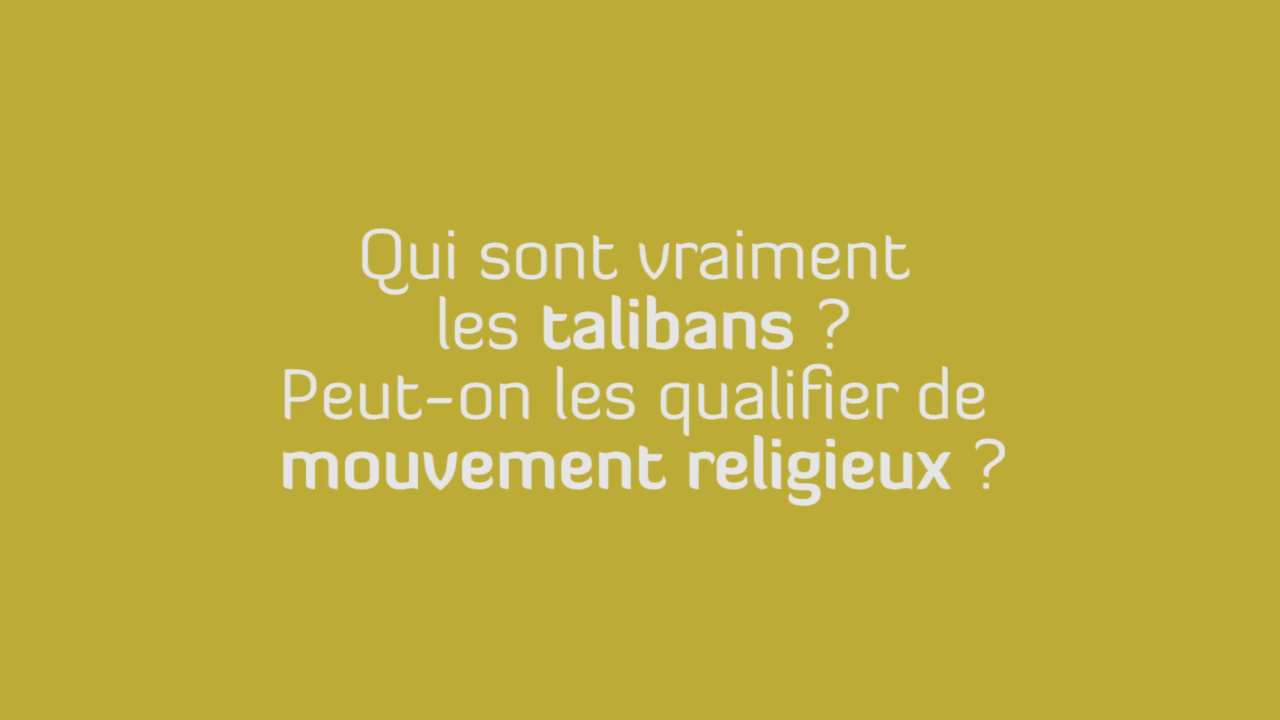 Qui sont vraiment
les talibans ?
Peut-on les qualifier de
mouvement religieux ?